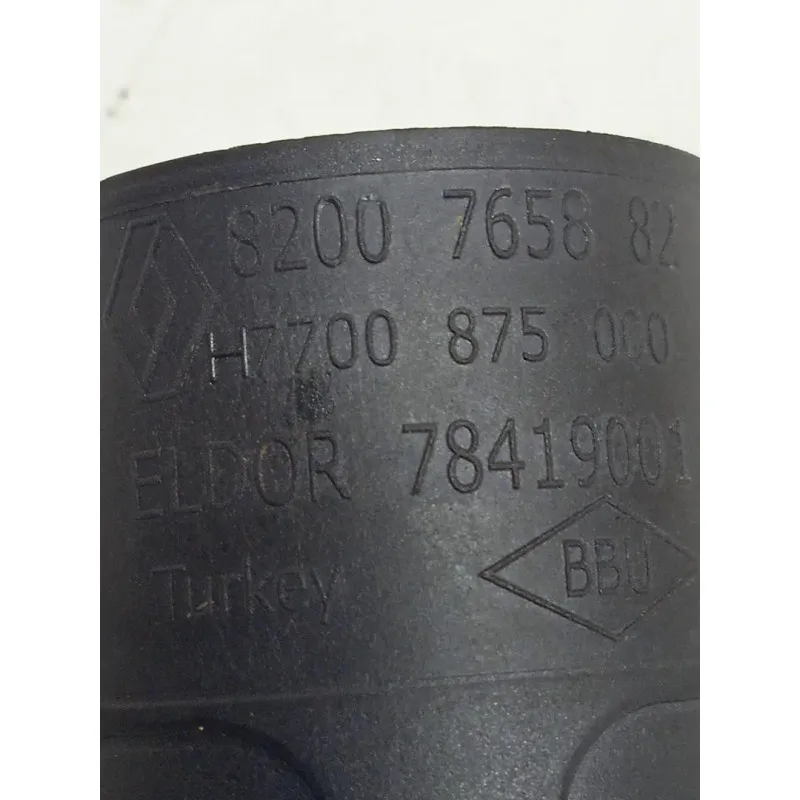 8200 7658 82
H7700 875 000
ELDOR 78419001
Turkey
BBU